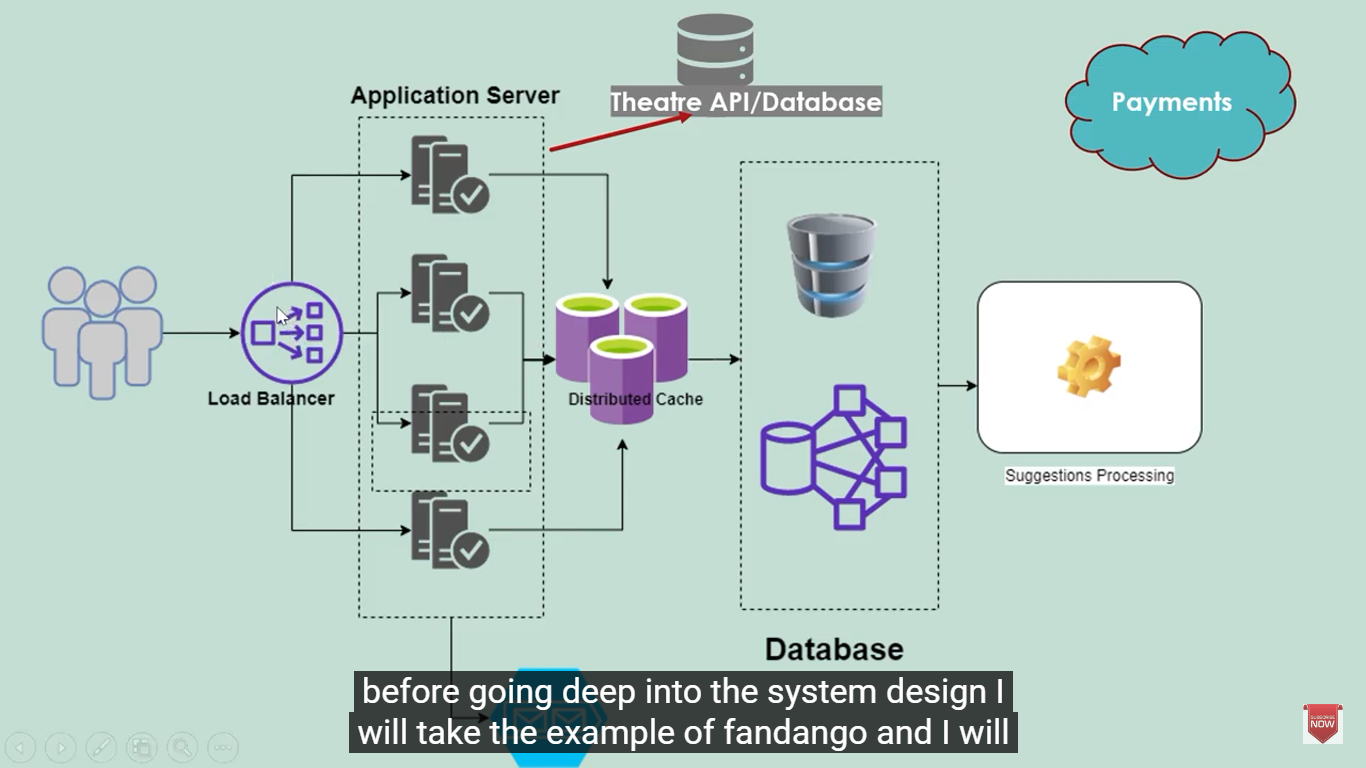 Application Server
Theatre API/Database
Payments
Load Balancer
Distributed Cache
Suggestions Processing
Database
before going deep into the system design I
will take the example of fandango and I will
SUBSCRIBE
NOW